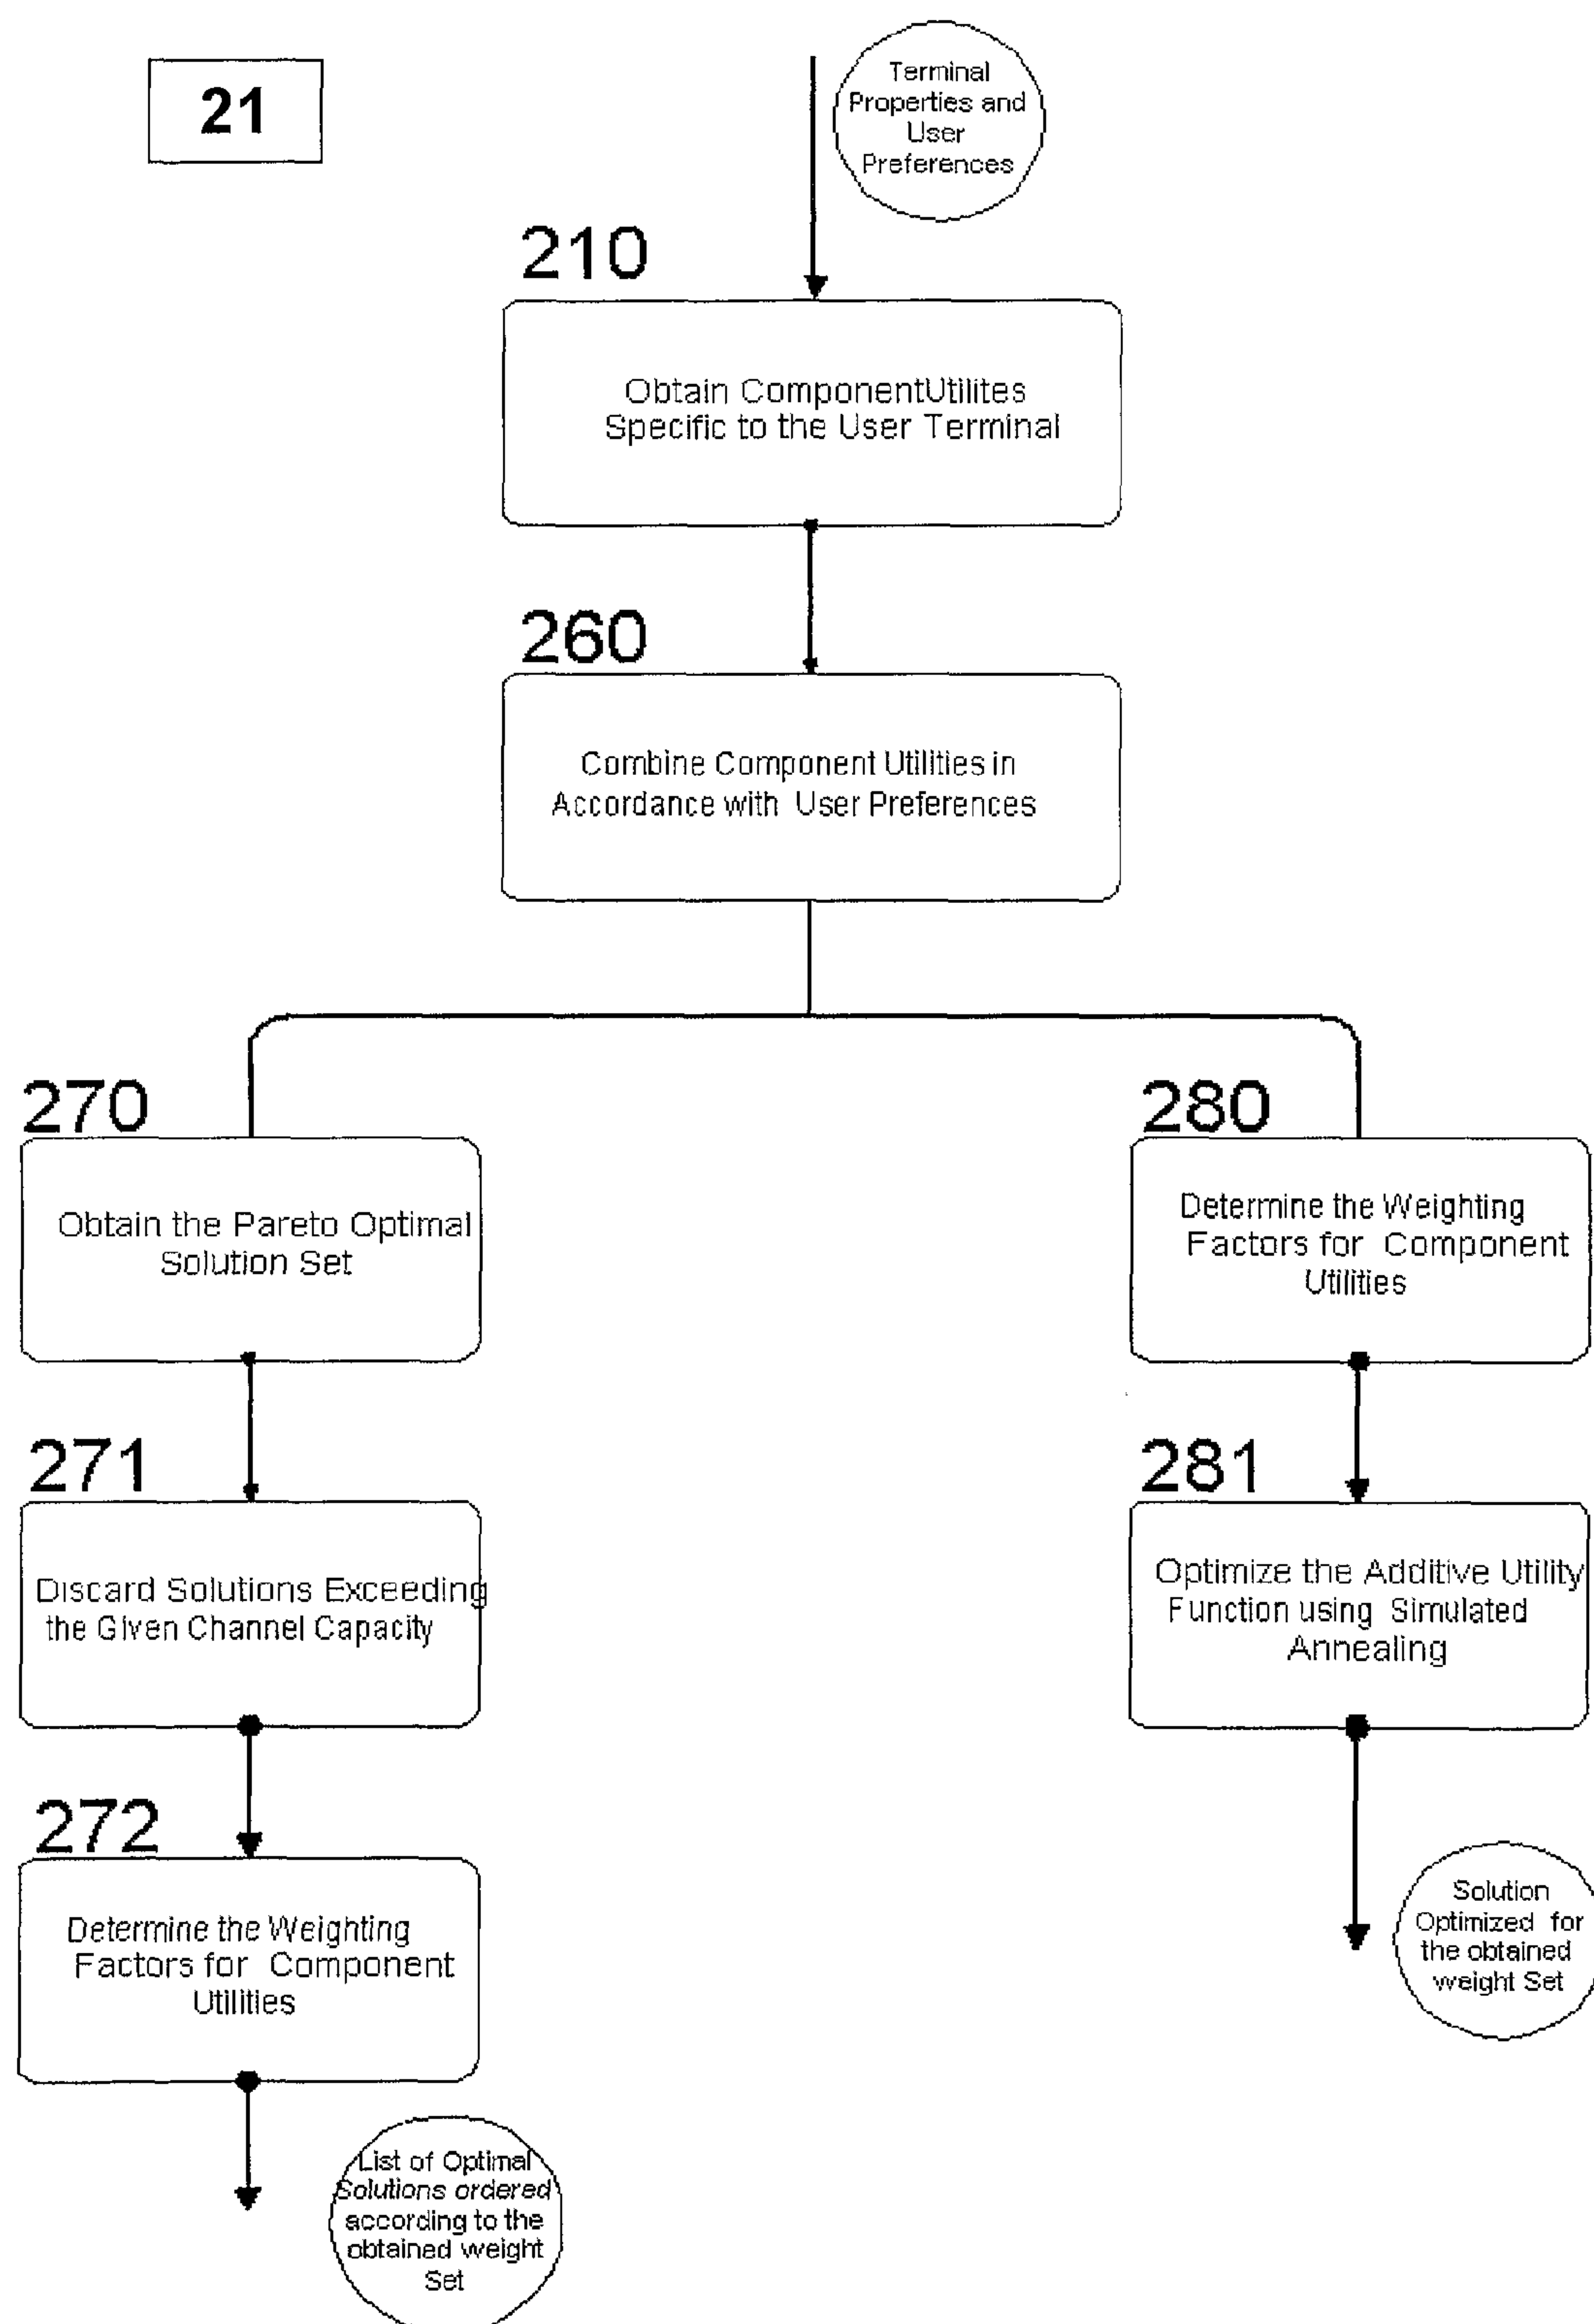 21
Terminal
Properties and
User
Preferences
210
Obtain ComponentUtilites
Specific to the User Terminal
260
Combine Component Utilities in
Accordance with User Preferences
270
Obtain the Pareto Optimal
Solution Set
280
Determine the Weighting
Factors for Component
Utilities
271
Discard Solutions Exceeding
the Given Channel Capacity
281
Optimize the Additive Utility
Function using Simulated
Annealing
272
Determine the Weighting
Factors for Component
Utilities
Solution
Optimized for
the obtained
weight Set
List of Optimal
Solutions ordered
according to the
obtained weight
Set